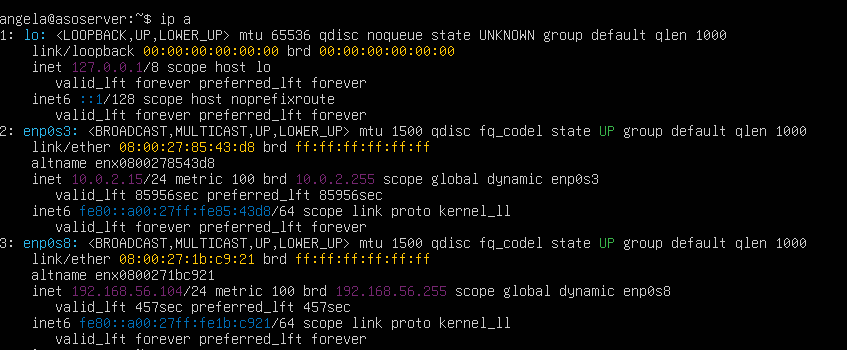 angela@asoserver:~$ ip a
1: lo: <LOOPBACK,UP,LOWER_UP> mtu 65536 qdisc noqueue state UNKNOWN group default qlen 1000
    link/loopback 00:00:00:00:00:00 brd 00:00:00:00:00:00
    inet 127.0.0.1/8 scope host lo
       valid_lft forever preferred_lft forever
    inet6 ::1/128 scope host noprefixroute
       valid_lft forever preferred_lft forever
2: enp0s3: <BROADCAST,MULTICAST,UP,LOWER_UP> mtu 1500 qdisc fq_codel state UP group default qlen 1000
    link/ether 08:00:27:85:43:d8 brd ff:ff:ff:ff:ff:ff
    altname enx0800278543d8
    inet 10.0.2.15/24 metric 100 brd 10.0.2.255 scope global dynamic enp0s3
       valid_lft 85956sec preferred_lft 85956sec
    inet6 fe80::a00:27ff:fe85:43d8/64 scope link proto kernel_ll
       valid_lft forever preferred_lft forever
3: enp0s8: <BROADCAST,MULTICAST,UP,LOWER_UP> mtu 1500 qdisc fq_codel state UP group default qlen 1000
    link/ether 08:00:27:1b:c9:21 brd ff:ff:ff:ff:ff:ff
    altname enx0800271bc921
    inet 192.168.56.104/24 metric 100 brd 192.168.56.255 scope global dynamic enp0s8
       valid_lft 457sec preferred_lft 457sec
    inet6 fe80::a00:27ff:fe1b:c921/64 scope link proto kernel_ll
       valid_lft forever preferred_lft forever